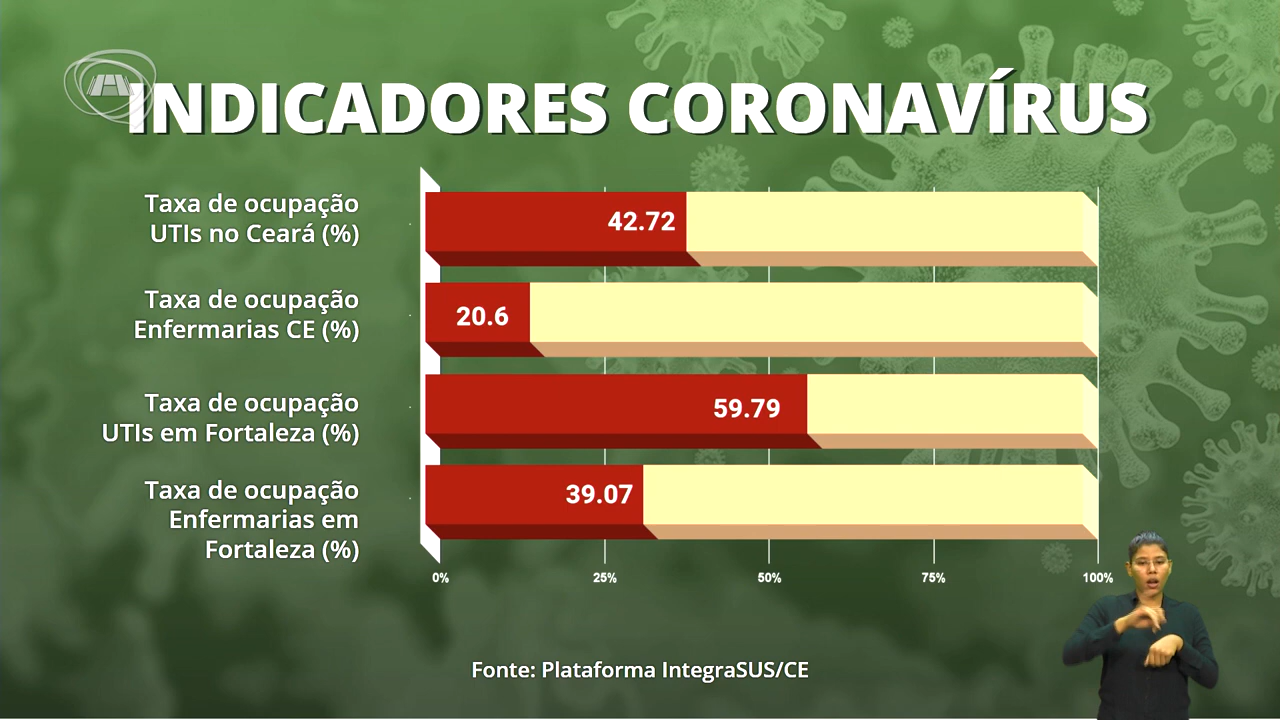 INDICADORES CORONAVÍRUS
Taxa de ocupação
UTIs no Ceará (%)
42.72
Taxa de ocupação
Enfermarias CE (%)
20.6
Taxa de ocupação
UTIs em Fortaleza (%)
59.79
Taxa de ocupação
Enfermarias em
Fortaleza (%)
39.07
0% 25% 50% 75% 100%
Fonte: Plataforma IntegraSUS/CE